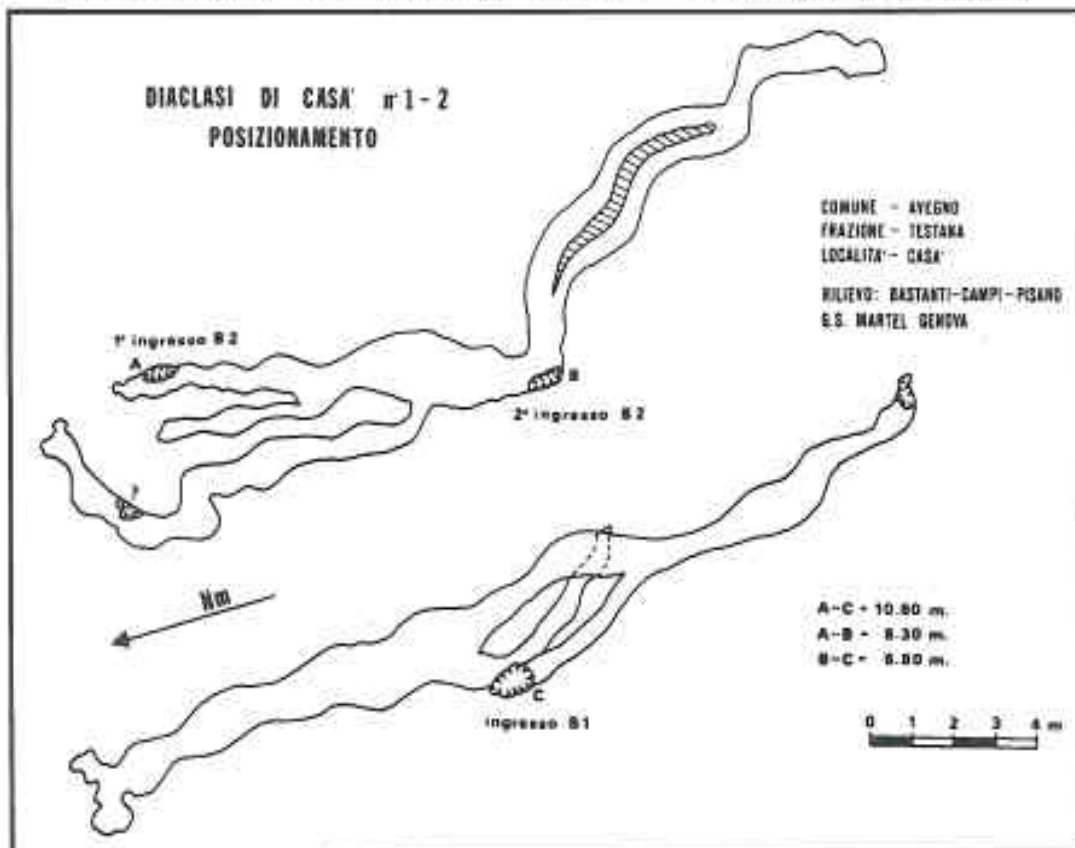 DIACLASI DI CASA' n° 1-2
POSIZIONAMENTO
COMUNE - AVEGNO
FRAZIONE - TESTANA
LOCALITA' - CASA'
RILIEVO: BASTANTI-CAMPI-PISANO
G.S. MARTEL GENOVA
1° ingresso B2
A
B
2° ingresso B2
?
Nm
A-C = 10.60 m.
A-B = 8.30 m.
B-C = 6.80 m.
C
ingresso B1
0 1 2 3 4 m